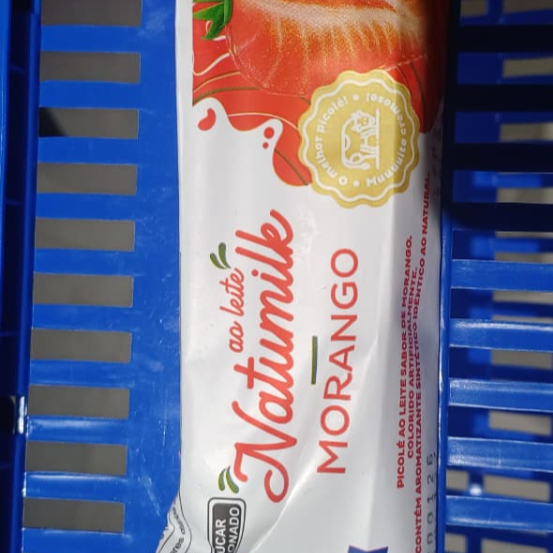 O melhor picolé!
Muuuuito cremoso!
ao leite
Natumilk
MORANGO
PICOLÉ AO LEITE SABOR DE MORANGO.
COLORIDO ARTIFICIALMENTE.
CONTÉM AROMATIZANTE SINTÉTICO IDÊNTICO AO NATURAL.